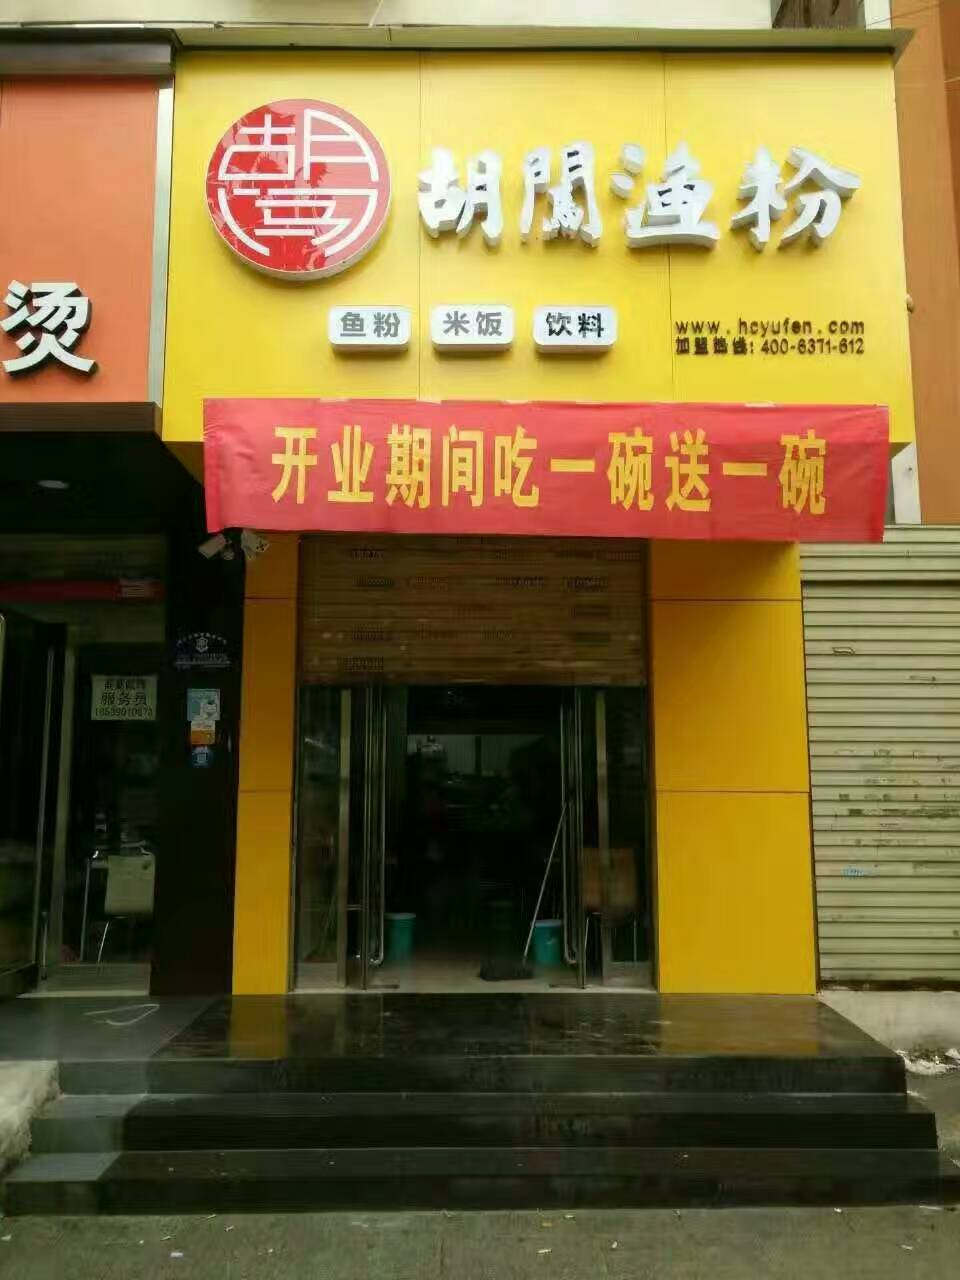 胡闖渔粉
鱼粉 米饭 饮料
www.hcyufen.com
加盟热线:400-6371-612
烫
开业期间吃一碗送一碗
服务员